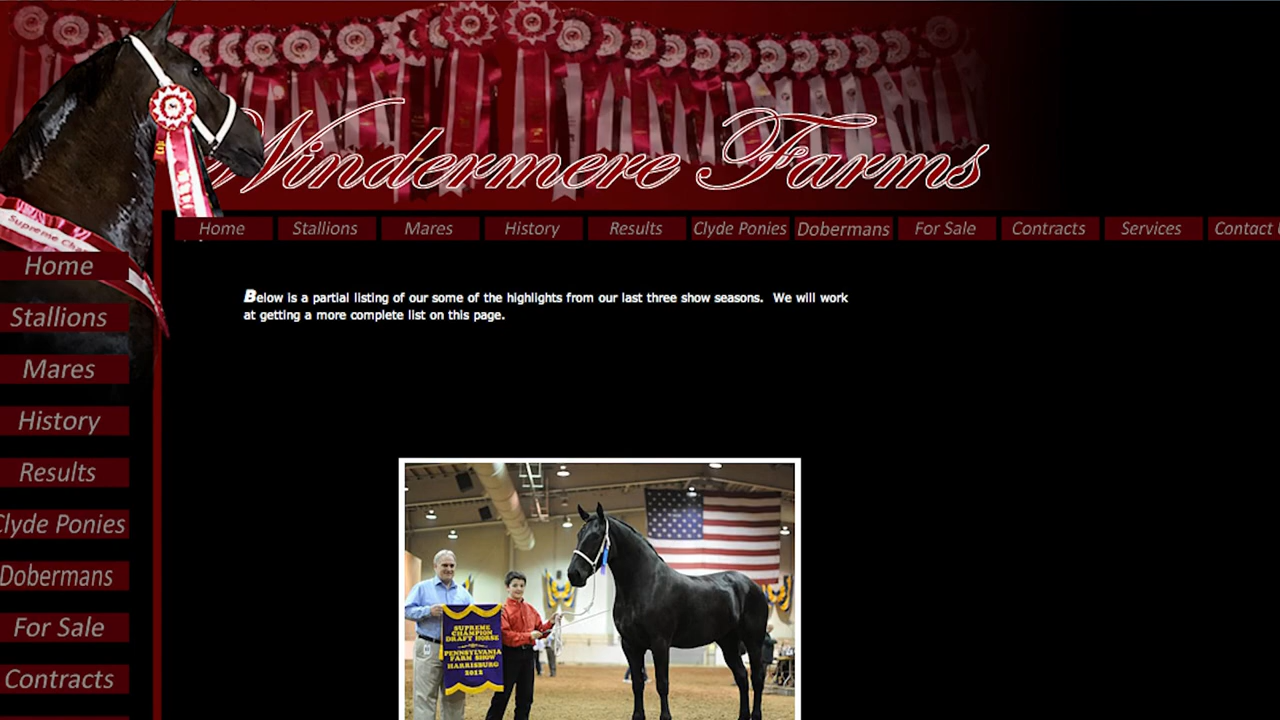 Windermere Farms
Supreme Cha
Home Stallions Mares History Results Clyde Ponies Dobermans For Sale Contracts Services Contact
Home
Stallions
Mares
History
Results
Clyde Ponies
Dobermans
For Sale
Contracts
Below is a partial listing of our some of the highlights from our last three show seasons. We will work
at getting a more complete list on this page.
SUPREME
CHAMPION
DRAFT HORSE
PENNSYLVANIA
FARM SHOW
HARRISBURG
2012